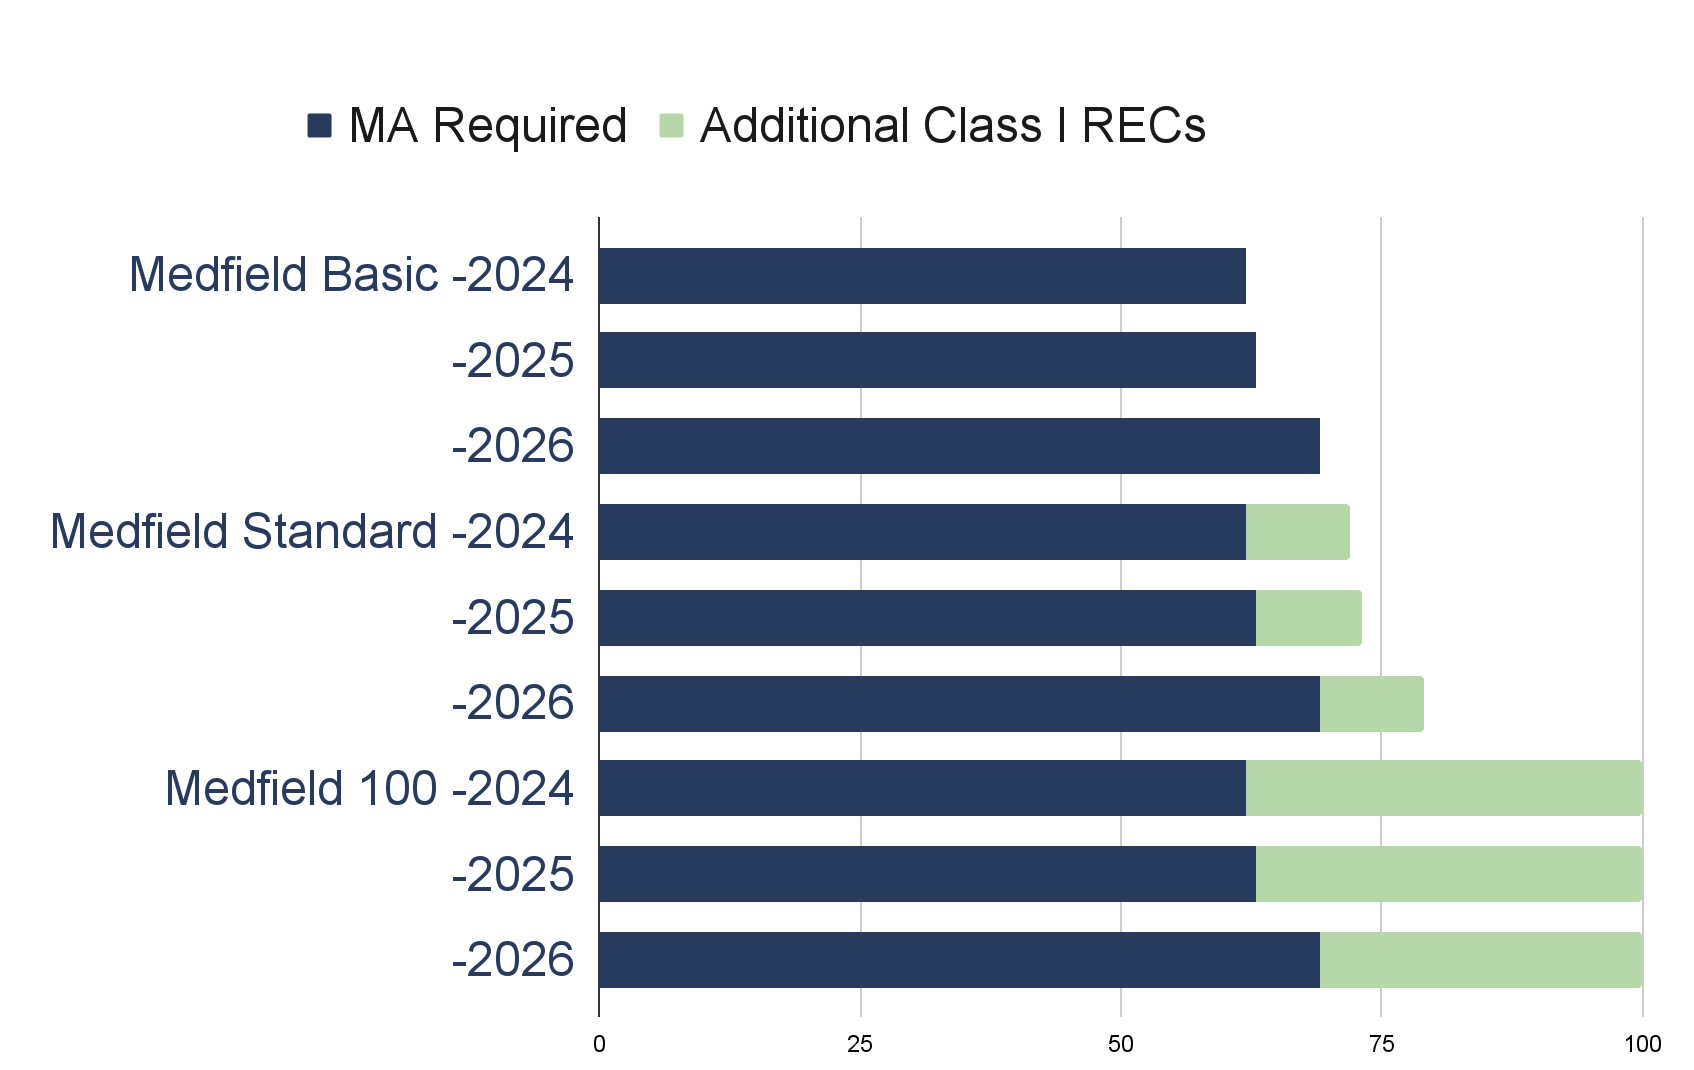 MA Required Additional Class I RECs
Medfield Basic -2024
-2025
-2026
Medfield Standard -2024
-2025
-2026
Medfield 100 -2024
-2025
-2026
0 25 50 75 100